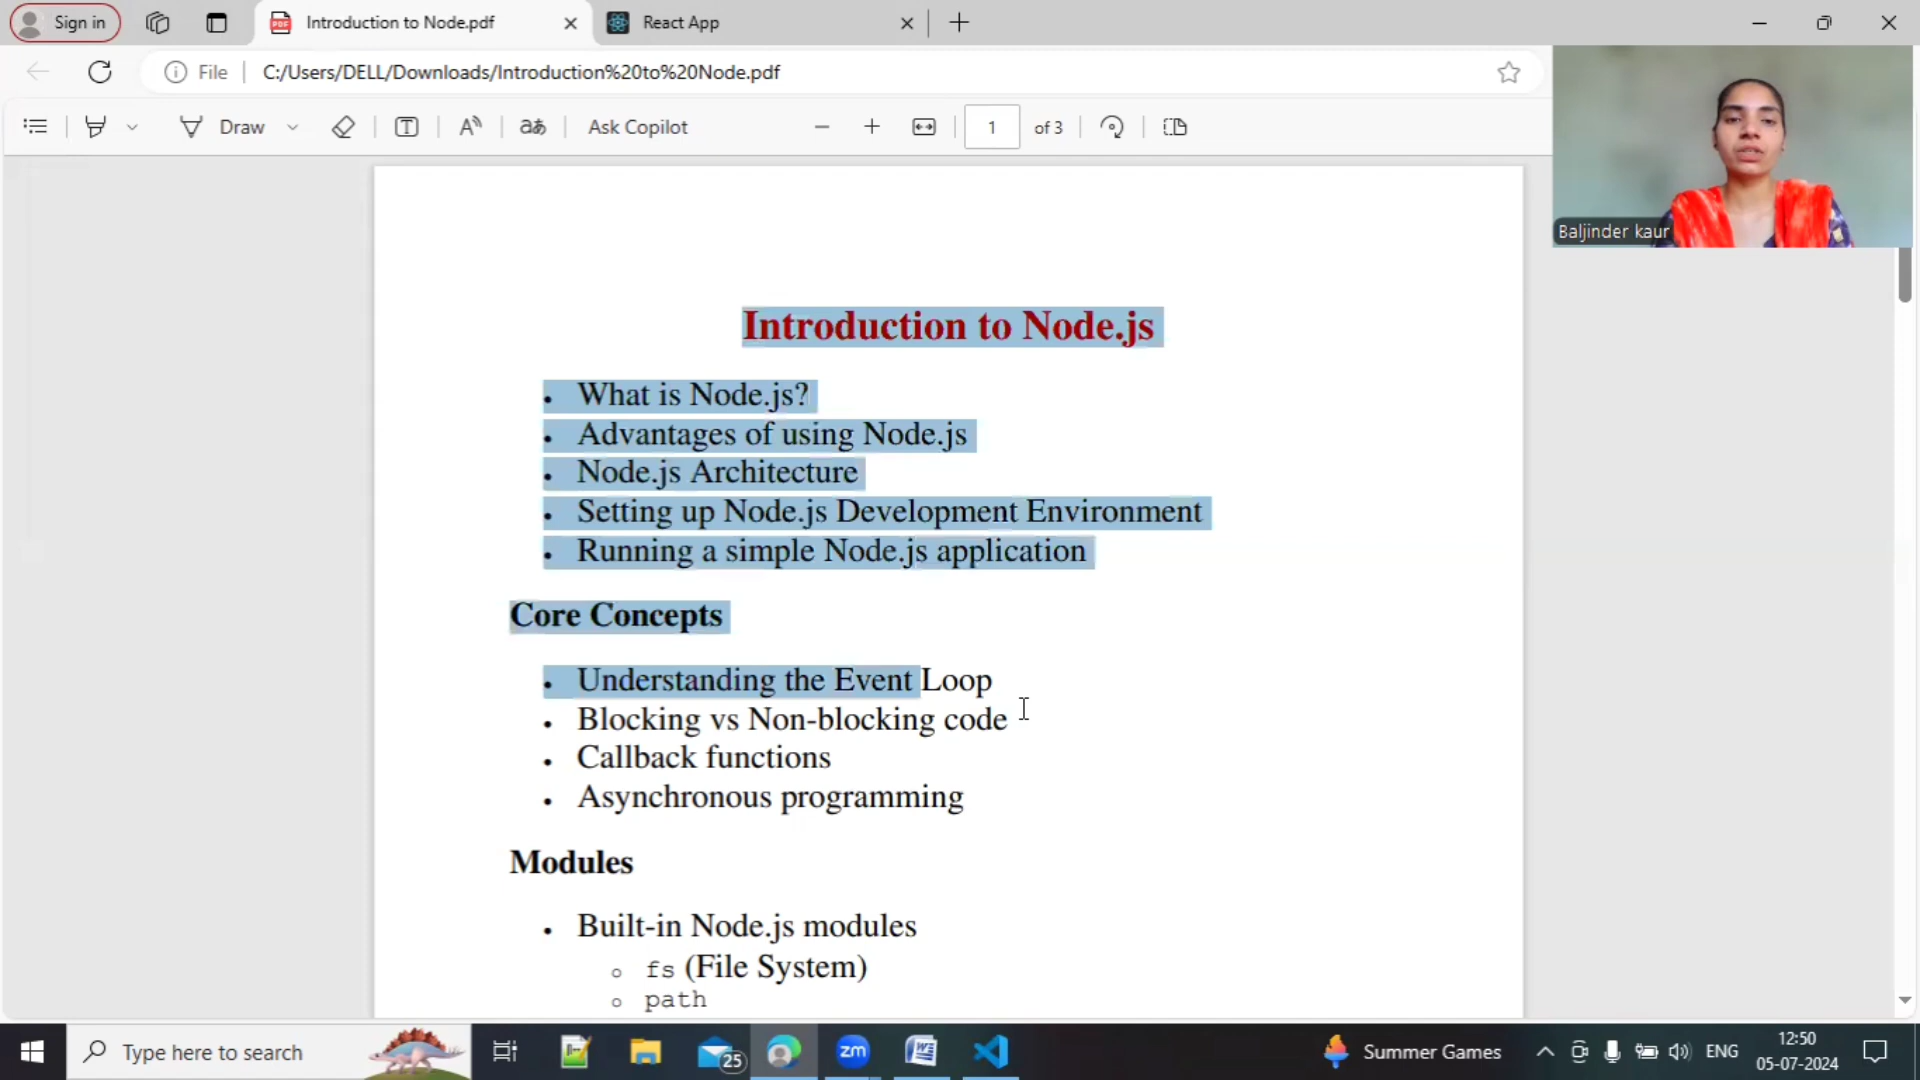 Sign in
Introduction to Node.pdf
React App
File
C:/Users/DELL/Downloads/Introduction%20to%20Node.pdf
Draw
Ask Copilot
1
of 3
Baljinder kaur
Introduction to Node.js
• What is Node.js?
• Advantages of using Node.js
• Node.js Architecture
• Setting up Node.js Development Environment
• Running a simple Node.js application
Core Concepts
• Understanding the Event Loop
• Blocking vs Non-blocking code
• Callback functions
• Asynchronous programming
Modules
• Built-in Node.js modules
o fs (File System)
o path
Type here to search
25
zm
Summer Games
ENG
12:50
05-07-2024